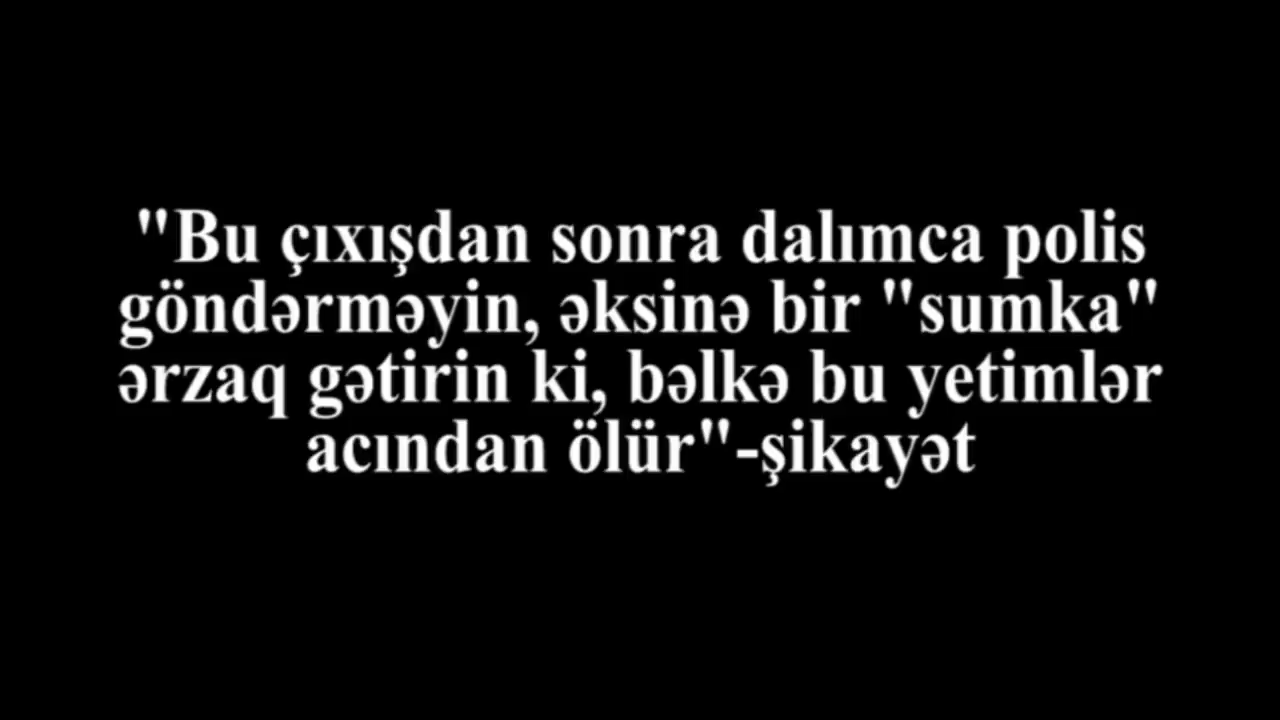 "Bu çıxışdan sonra dalımca polis
göndərməyin, əksinə bir "sumka"
ərzaq gətirin ki, bəlkə bu yetimlər
acından ölür"-şikayət